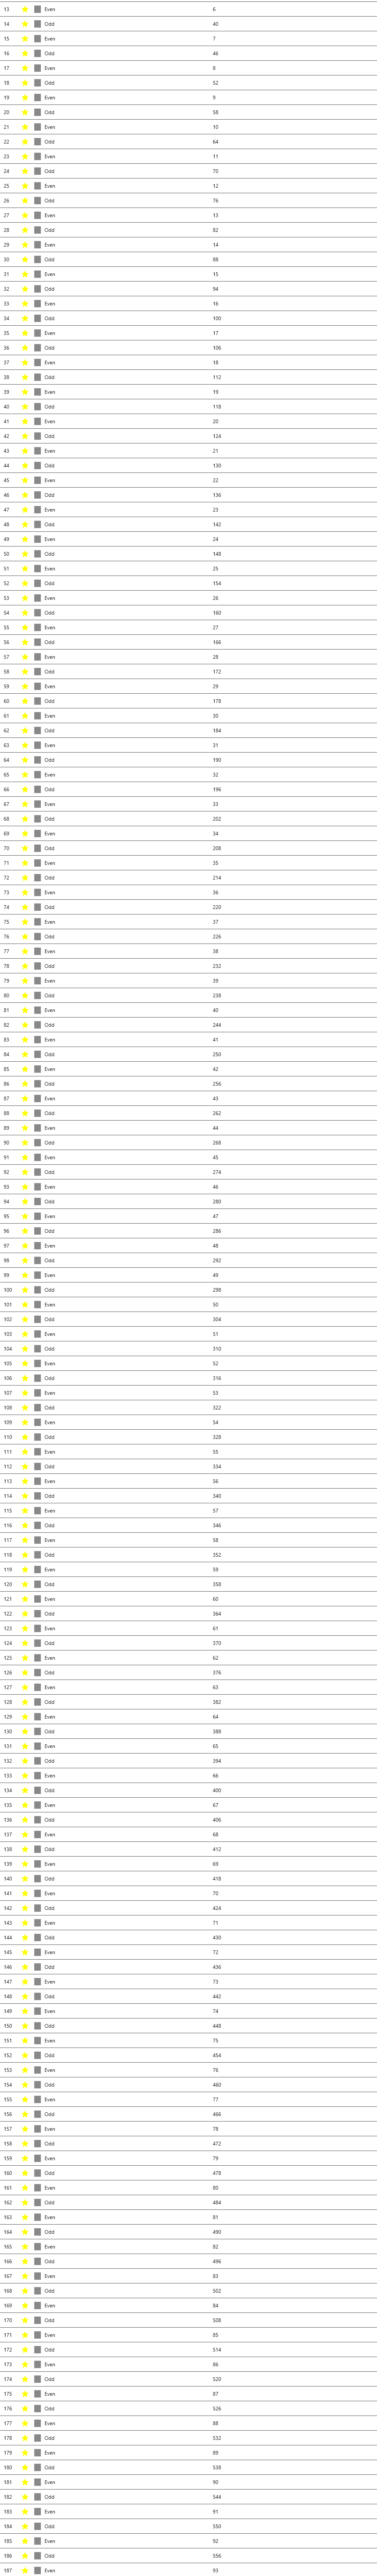 13 Even 6
14 Odd 40
15 Even 7
16 Odd 46
17 Even 8
18 Odd 52
19 Even 9
20 Odd 58
21 Even 10
22 Odd 64
23 Even 11
24 Odd 70
25 Even 12
26 Odd 76
27 Even 13
28 Odd 82
29 Even 14
30 Odd 88
31 Even 15
32 Odd 94
33 Even 16
34 Odd 100
35 Even 17
36 Odd 106
37 Even 18
38 Odd 112
39 Even 19
40 Odd 118
41 Even 20
42 Odd 124
43 Even 21
44 Odd 130
45 Even 22
46 Odd 136
47 Even 23
48 Odd 142
49 Even 24
50 Odd 148
51 Even 25
52 Odd 154
53 Even 26
54 Odd 160
55 Even 27
56 Odd 166
57 Even 28
58 Odd 172
59 Even 29
60 Odd 178
61 Even 30
62 Odd 184
63 Even 31
64 Odd 190
65 Even 32
66 Odd 196
67 Even 33
68 Odd 202
69 Even 34
70 Odd 208
71 Even 35
72 Odd 214
73 Even 36
74 Odd 220
75 Even 37
76 Odd 226
77 Even 38
78 Odd 232
79 Even 39
80 Odd 238
81 Even 40
82 Odd 244
83 Even 41
84 Odd 250
85 Even 42
86 Odd 256
87 Even 43
88 Odd 262
89 Even 44
90 Odd 268
91 Even 45
92 Odd 274
93 Even 46
94 Odd 280
95 Even 47
96 Odd 286
97 Even 48
98 Odd 292
99 Even 49
100 Odd 298
101 Even 50
102 Odd 304
103 Even 51
104 Odd 310
105 Even 52
106 Odd 316
107 Even 53
108 Odd 322
109 Even 54
110 Odd 328
111 Even 55
112 Odd 334
113 Even 56
114 Odd 340
115 Even 57
116 Odd 346
117 Even 58
118 Odd 352
119 Even 59
120 Odd 358
121 Even 60
122 Odd 364
123 Even 61
124 Odd 370
125 Even 62
126 Odd 376
127 Even 63
128 Odd 382
129 Even 64
130 Odd 388
131 Even 65
132 Odd 394
133 Even 66
134 Odd 400
135 Even 67
136 Odd 406
137 Even 68
138 Odd 412
139 Even 69
140 Odd 418
141 Even 70
142 Odd 424
143 Even 71
144 Odd 430
145 Even 72
146 Odd 436
147 Even 73
148 Odd 442
149 Even 74
150 Odd 448
151 Even 75
152 Odd 454
153 Even 76
154 Odd 460
155 Even 77
156 Odd 466
157 Even 78
158 Odd 472
159 Even 79
160 Odd 478
161 Even 80
162 Odd 484
163 Even 81
164 Odd 490
165 Even 82
166 Odd 496
167 Even 83
168 Odd 502
169 Even 84
170 Odd 508
171 Even 85
172 Odd 514
173 Even 86
174 Odd 520
175 Even 87
176 Odd 526
177 Even 88
178 Odd 532
179 Even 89
180 Odd 538
181 Even 90
182 Odd 544
183 Even 91
184 Odd 550
185 Even 92
186 Odd 556
187 Even 93